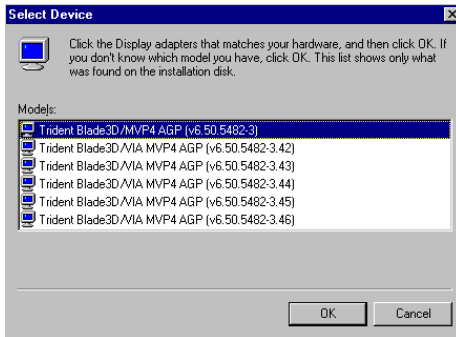 Select Device
Click the Display adapters that matches your hardware, and then click OK. If
you don't know which model you have, click OK. This list shows only what
was found on the installation disk.
Models:
Trident Blade3D/MVP4 AGP (v6.50.5482-3)
Trident Blade3D/VIA MVP4 AGP (v6.50.5482-3.42)
Trident Blade3D/VIA MVP4 AGP (v6.50.5482-3.43)
Trident Blade3D/VIA MVP4 AGP (v6.50.5482-3.44)
Trident Blade3D/VIA MVP4 AGP (v6.50.5482-3.45)
Trident Blade3D/VIA MVP4 AGP (v6.50.5482-3.46)
OK
Cancel